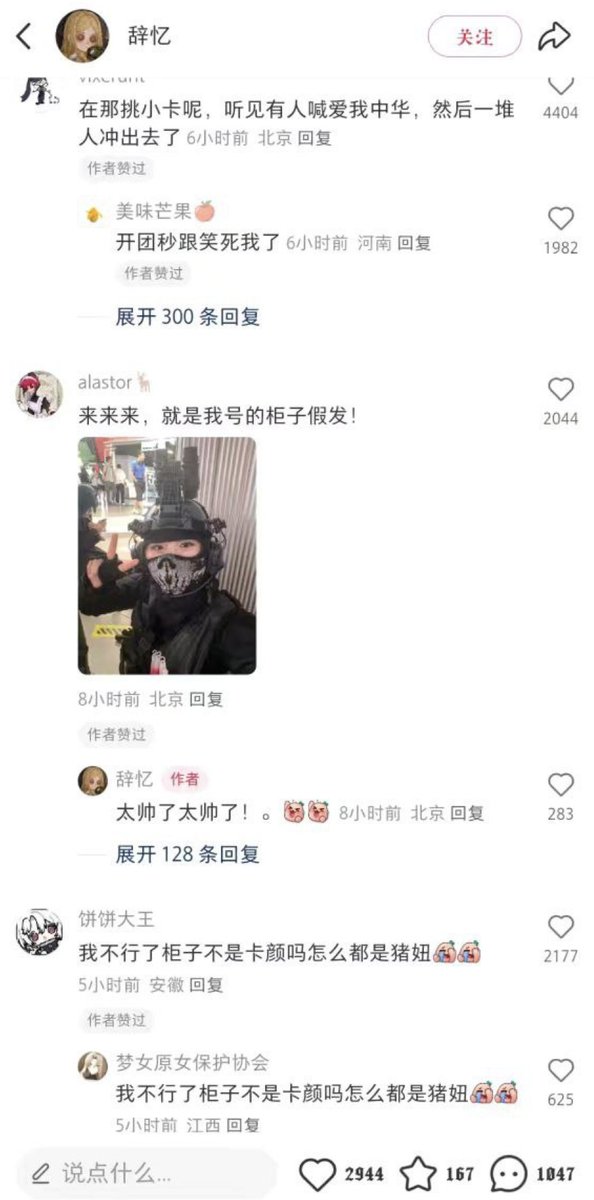 辞忆
关注
在那挑小卡呢，听见有人喊爱我中华，然后一堆
人冲出去了 6小时前 北京 回复
4404
作者赞过
美味芒果🍑
开团秒跟笑死我了 6小时前 河南 回复
1982
作者赞过
展开 300 条回复
alastor🦌
来来来，就是我号的柜子假发！
2044
8小时前 北京 回复
作者赞过
辞忆 作者
太帅了太帅了！。 8小时前 北京 回复
283
展开 128 条回复
饼饼大王
我不行了柜子不是卡颜吗怎么都是猪妞
2177
5小时前 安徽 回复
作者赞过
梦女原女保护协会
我不行了柜子不是卡颜吗怎么都是猪妞
625
5小时前 江西 回复
说点什么... 2944 167 1047